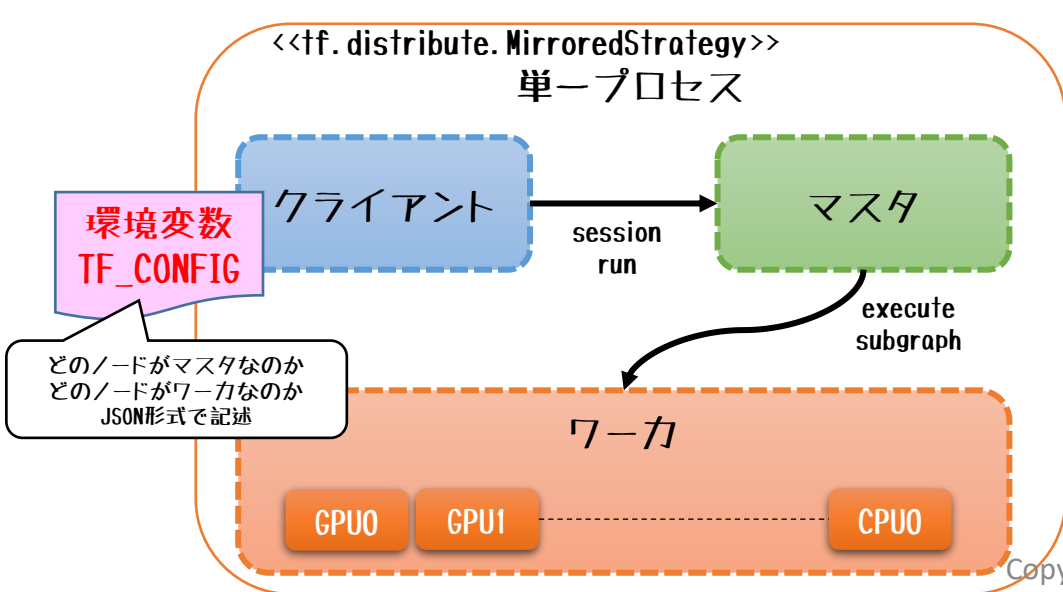 <<tf.distribute.MirroredStrategy>>
単一プロセス
クライアント
マスタ
session
run
環境変数
TF_CONFIG
execute
subgraph
どのノードがマスタなのか
どのノードがワーカなのか
JSON形式で記述
ワーカ
GPU0
GPU1
CPU0
Copy